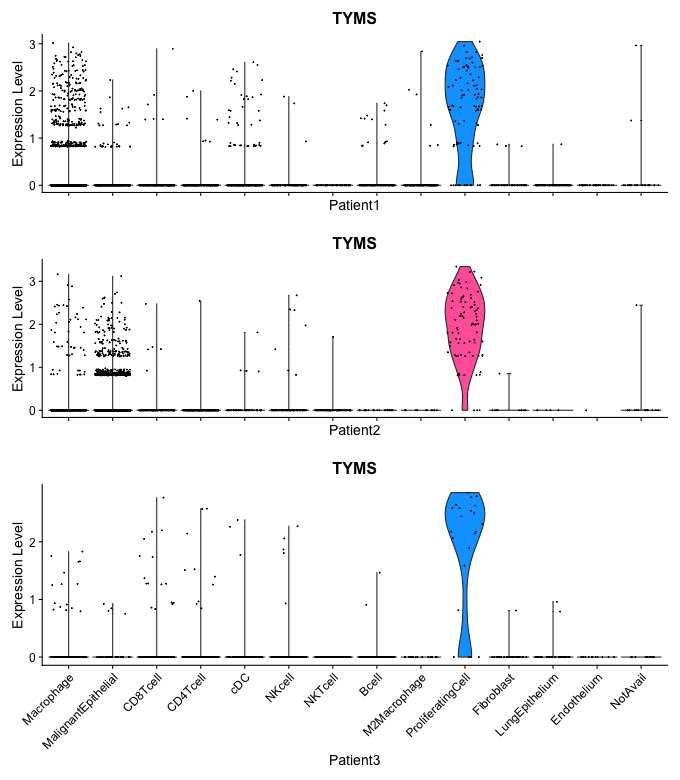 TYMS
Expression Level
3
2
1
0
Patient1
TYMS
Expression Level
3
2
1
0
Patient2
TYMS
Expression Level
2
1
0
Macrophage
MalignantEpithelial
CD8Tcell
CD4Tcell
cDC
NKcell
NKTcell
Bcell
M2Macrophage
ProliferatingCell
Fibroblast
LungEpithelium
Endothelium
NotAvail
Patient3